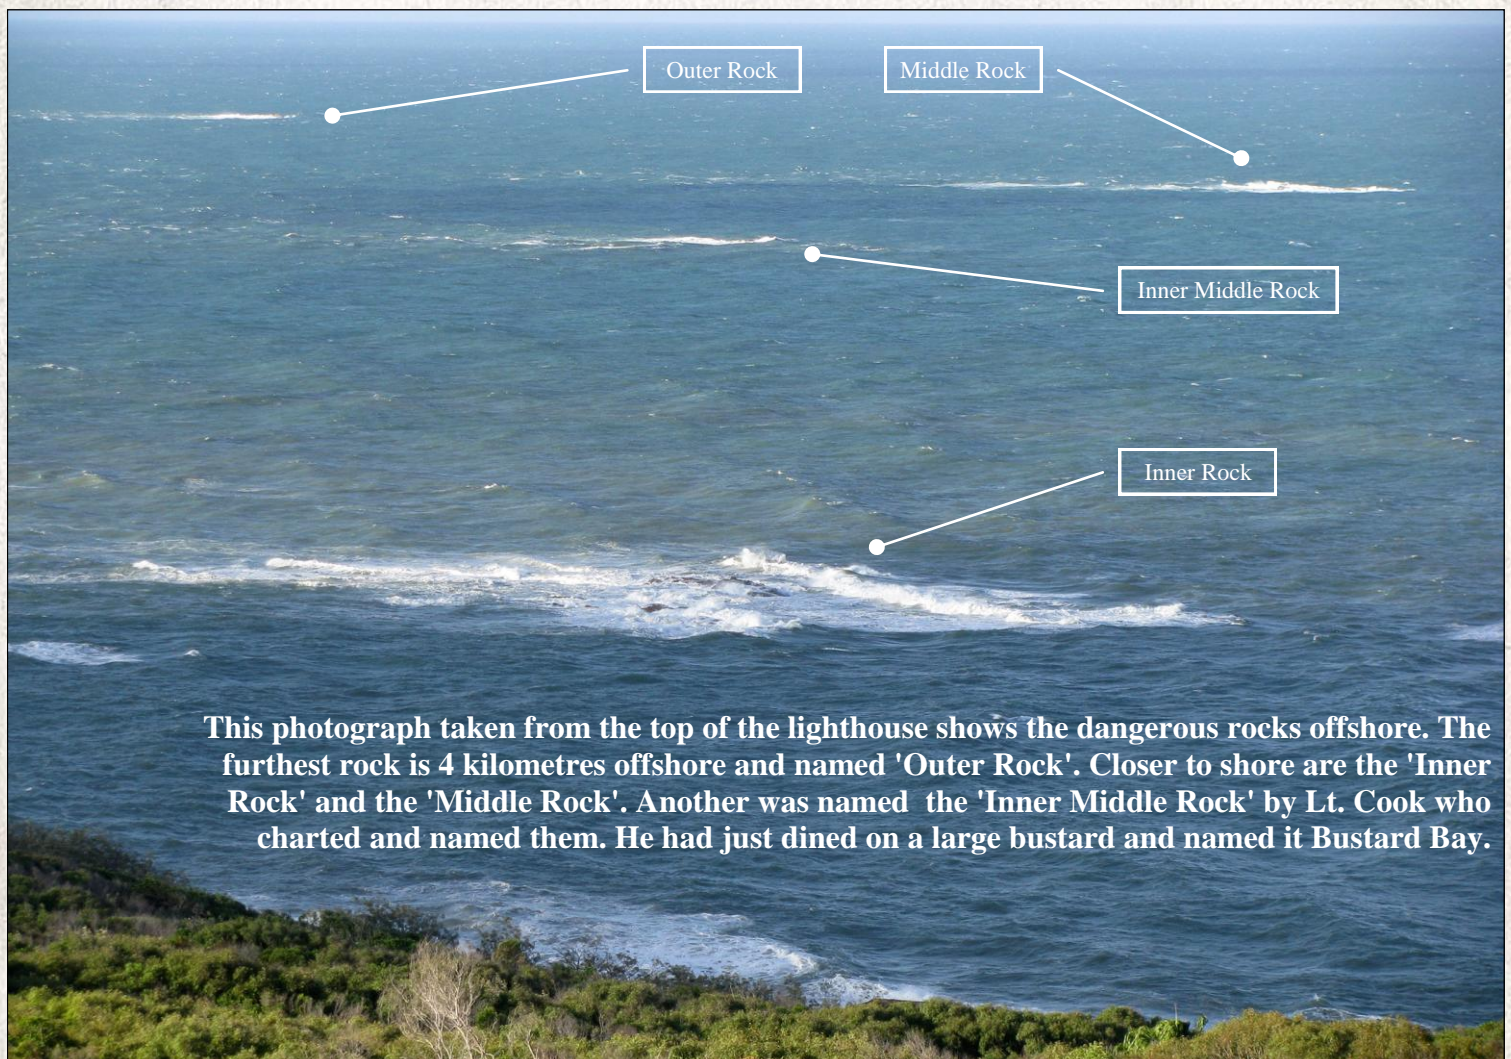 Outer Rock
Middle Rock
Inner Middle Rock
Inner Rock
This photograph taken from the top of the lighthouse shows the dangerous rocks offshore. The
furthest rock is 4 kilometres offshore and named 'Outer Rock'. Closer to shore are the 'Inner
Rock' and the 'Middle Rock'. Another was named  the 'Inner Middle Rock' by Lt. Cook who
charted and named them. He had just dined on a large bustard and named it Bustard Bay.